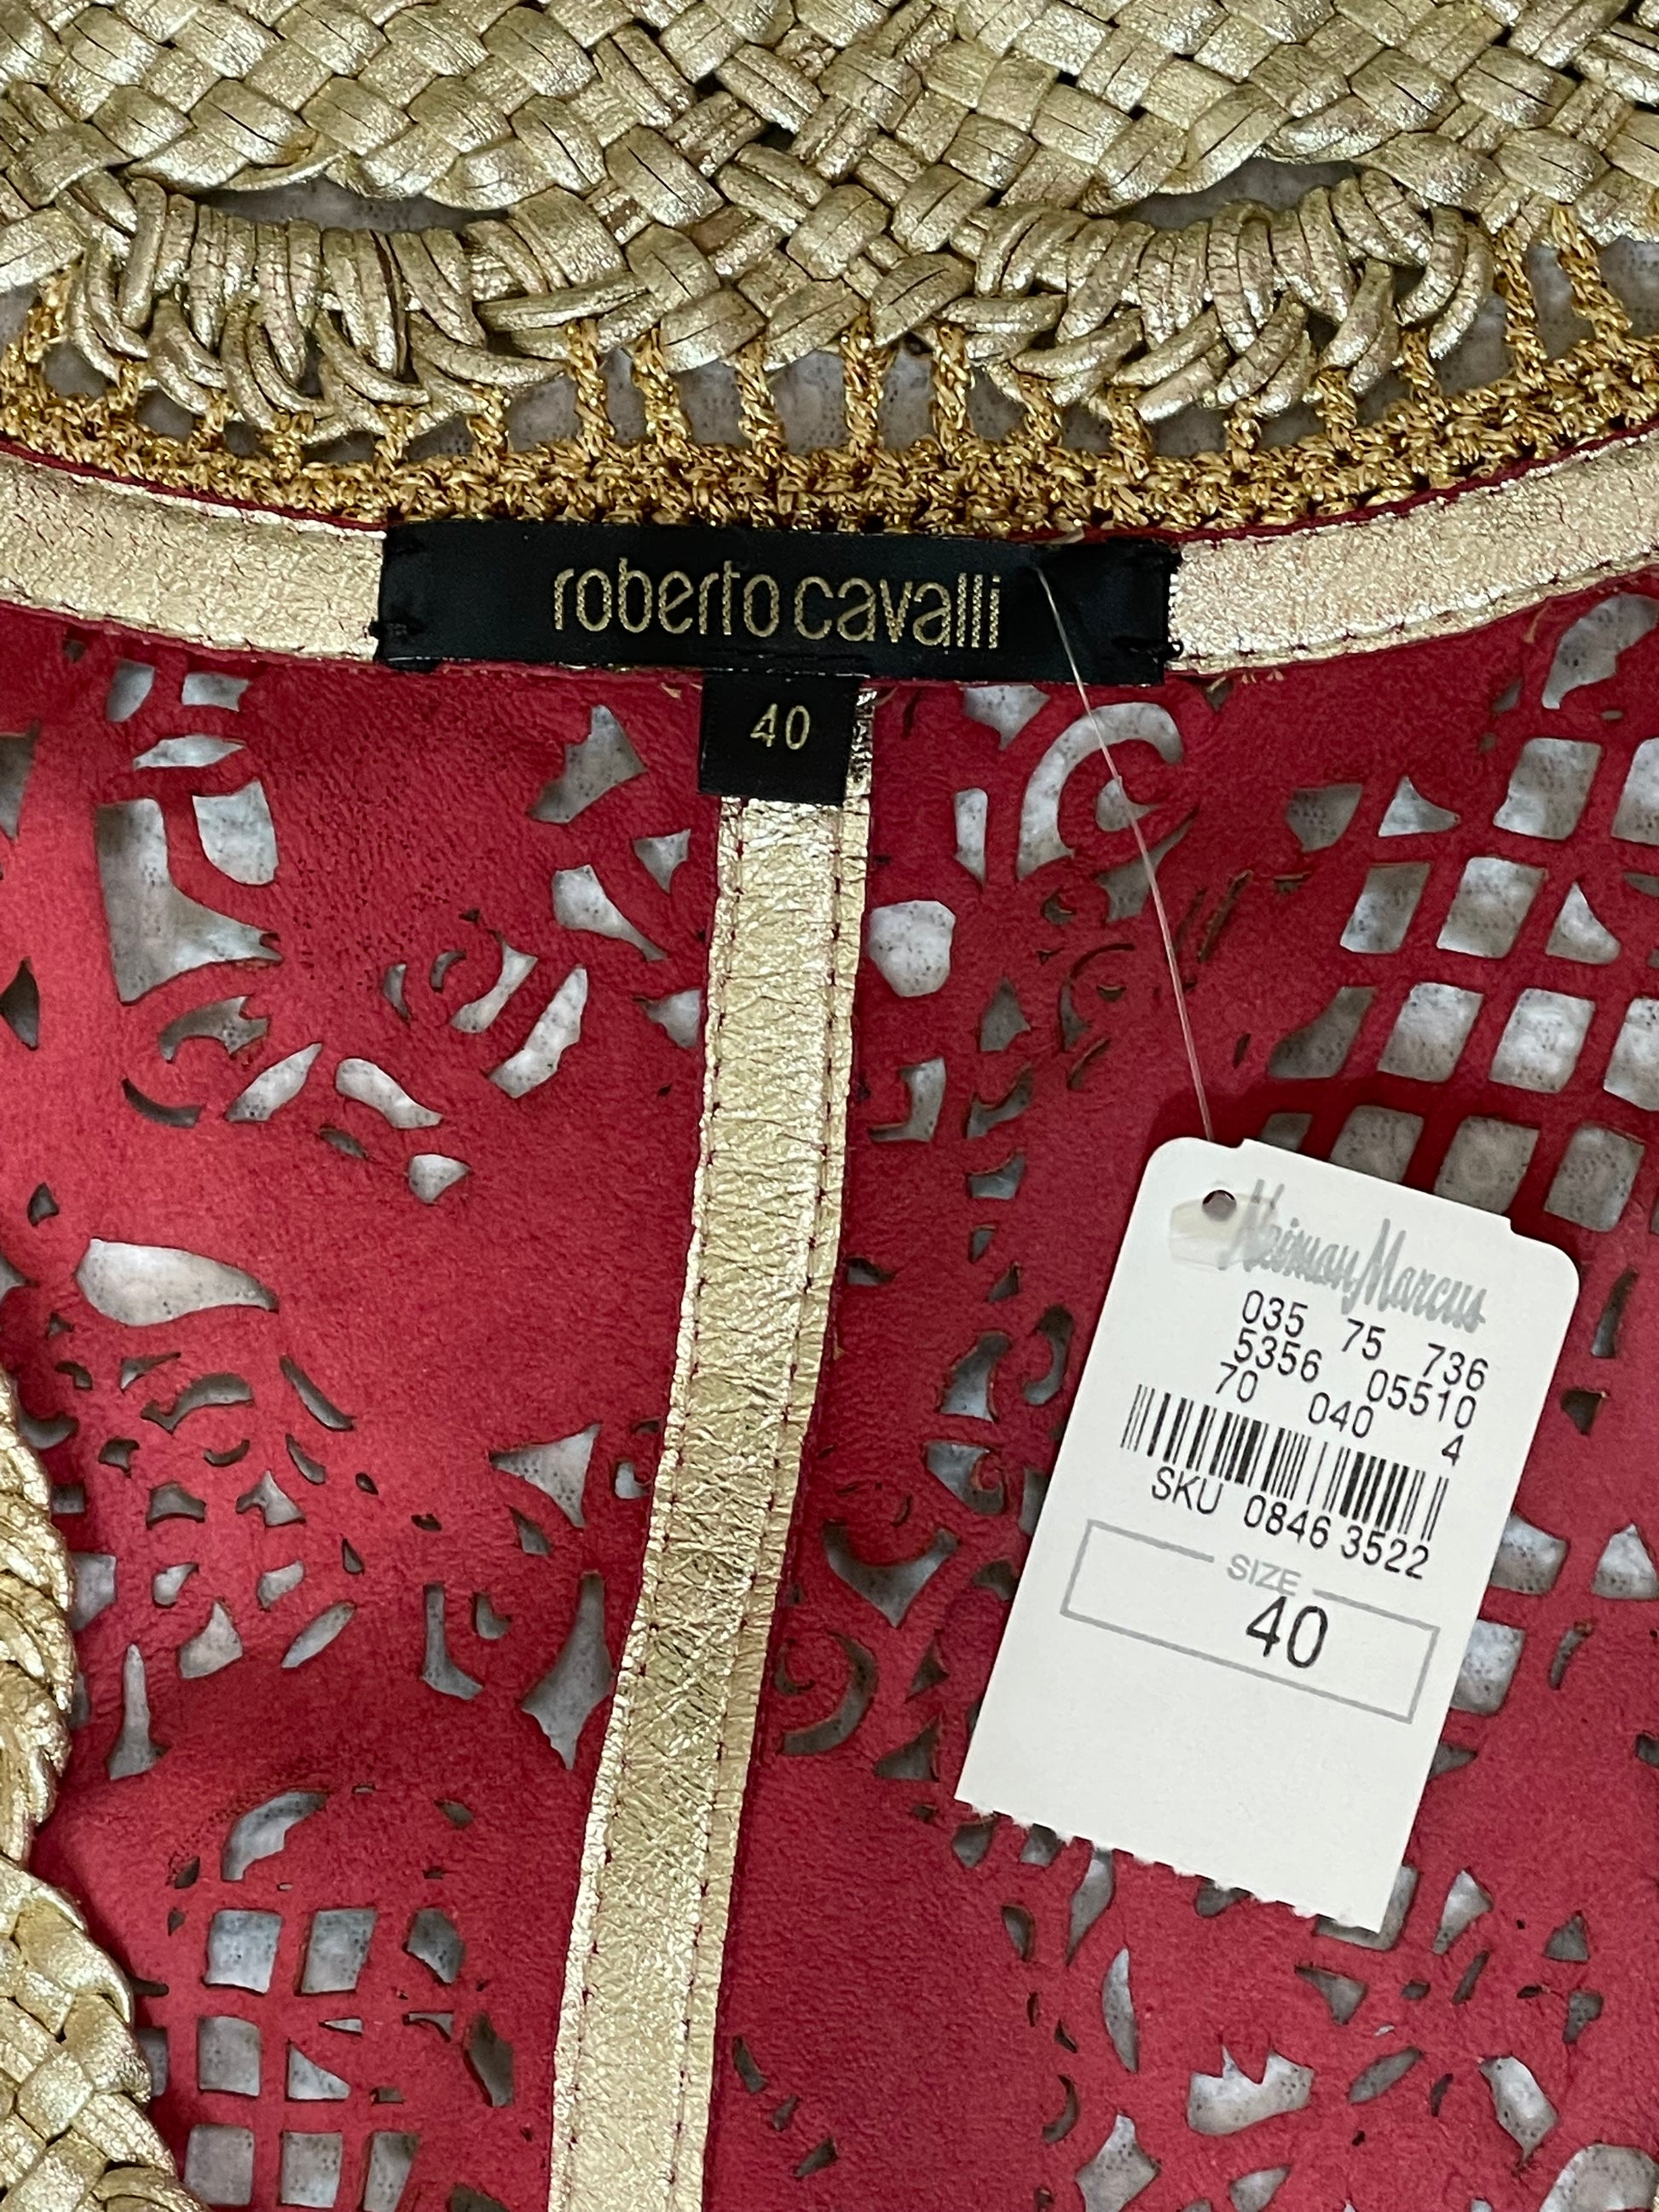 roberto cavalli
40
Neiman Marcus
035 75 736
5356 05510
70 040 4
SKU 0846 3522
SIZE
40